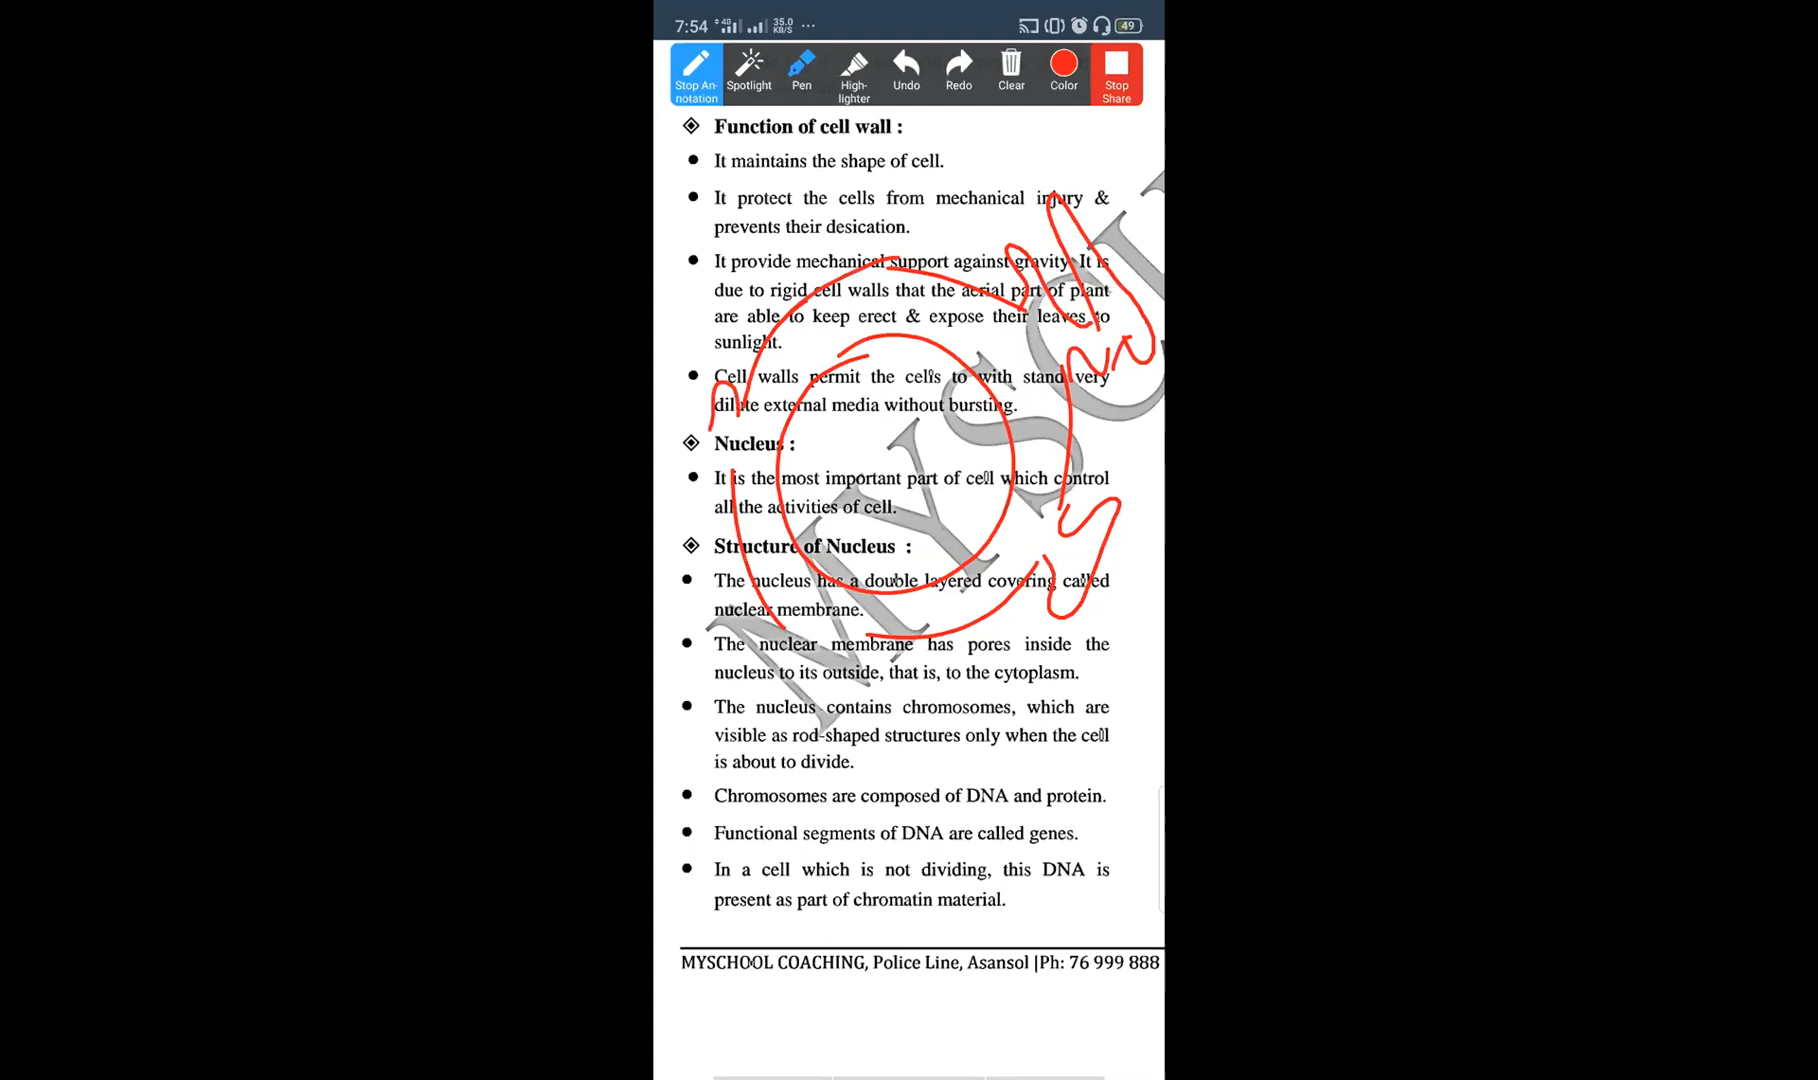 7:54 4G 35.0 KB/S ... 49
Stop An-
notation
Spotlight
Pen
High-
lighter
Undo
Redo
Clear
Color
Stop
Share
Function of cell wall :
It maintains the shape of cell.
It protect the cells from mechanical injury &
prevents their desication.
It provide mechanical support against gravity. It is
due to rigid cell walls that the aerial part of plant
are able to keep erect & expose their leaves to
sunlight.
Cell walls permit the cells to with stand very
dilute external media without bursting.
Nucleus :
It is the most important part of cell which control
all the activities of cell.
Structure of Nucleus :
The nucleus has a double layered covering called
nuclear membrane.
The nuclear membrane has pores inside the
nucleus to its outside, that is, to the cytoplasm.
The nucleus contains chromosomes, which are
visible as rod-shaped structures only when the cell
is about to divide.
Chromosomes are composed of DNA and protein.
Functional segments of DNA are called genes.
In a cell which is not dividing, this DNA is
present as part of chromatin material.
MYSCHOOL COACHING, Police Line, Asansol |Ph: 76 999 888
MYSCH